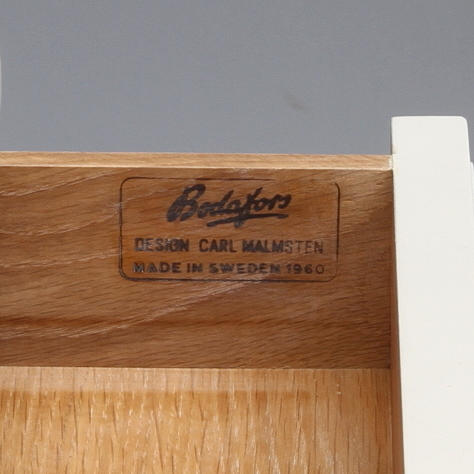 Bodafors
DESIGN CARL MALMSTEN
MADE IN SWEDEN 1960